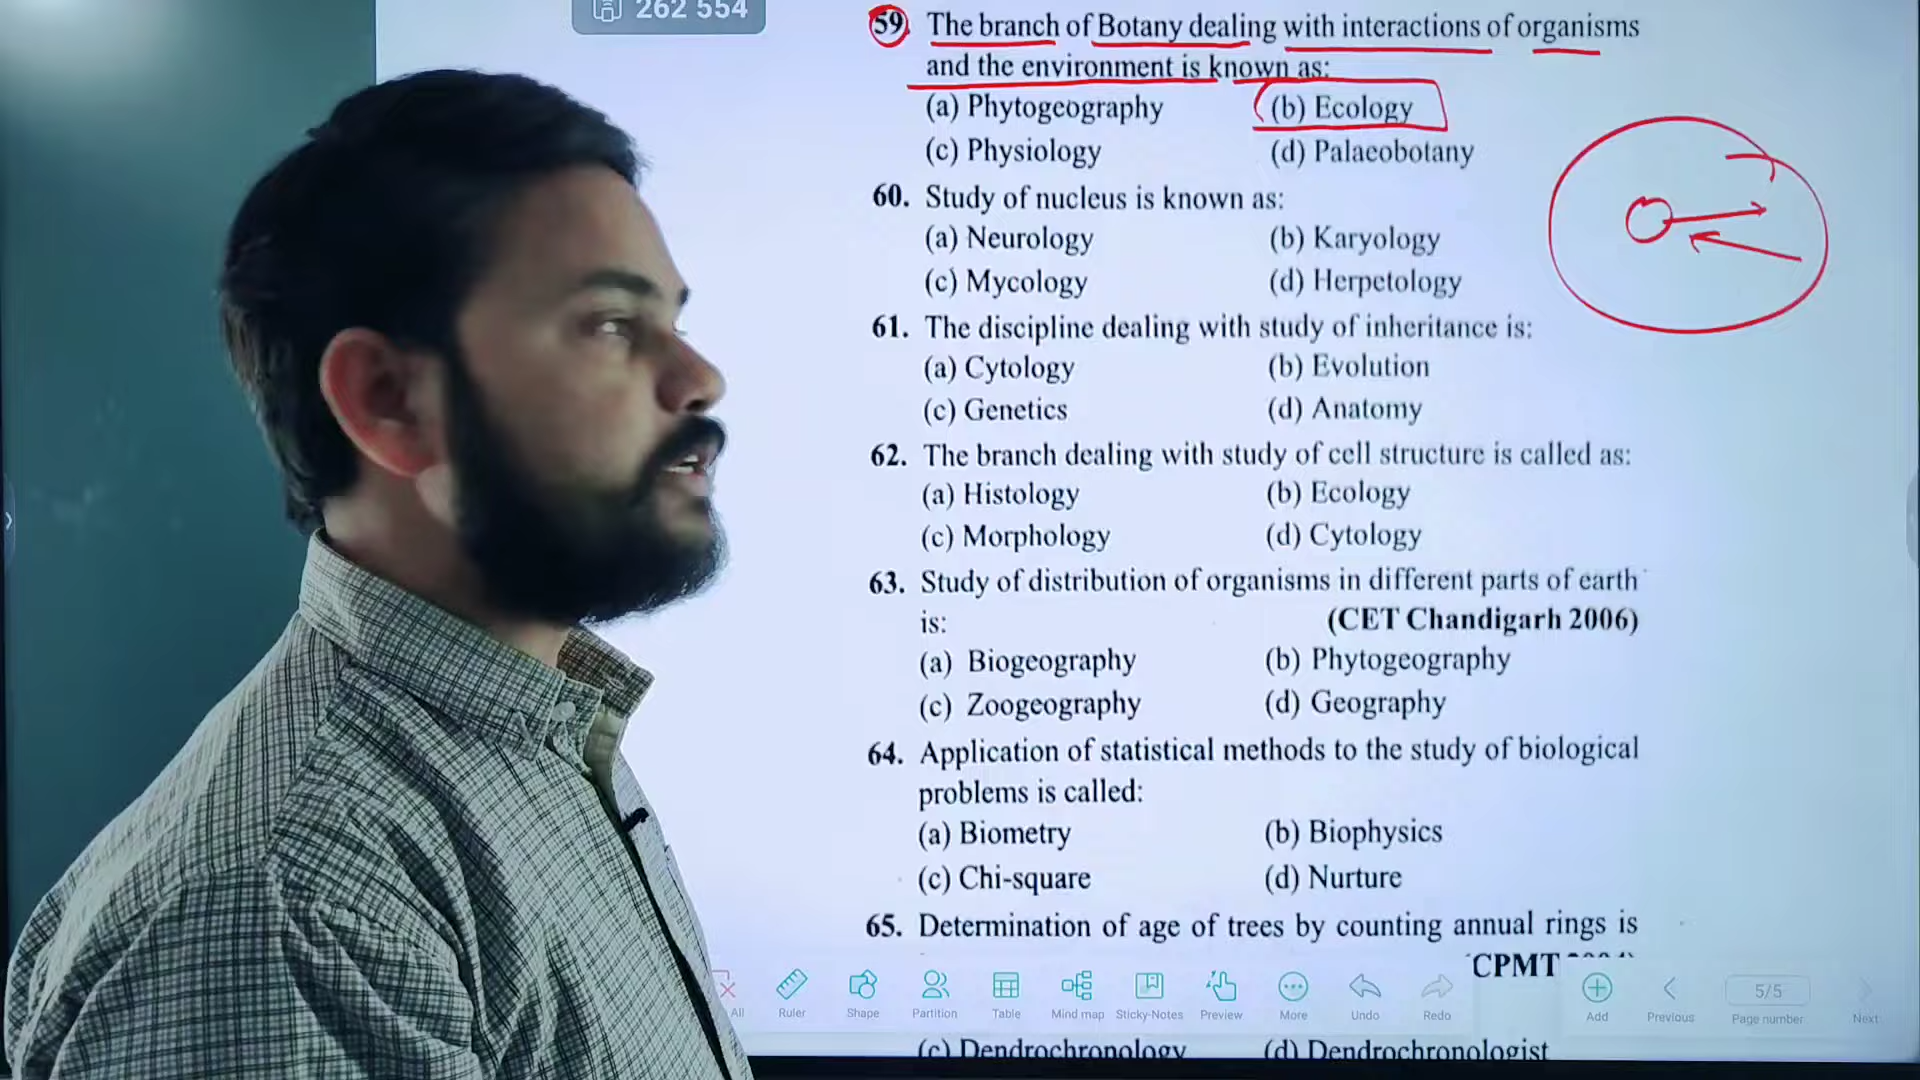 262 554
59. The branch of Botany dealing with interactions of organisms
and the environment is known as:
(a) Phytogeography (b) Ecology
(c) Physiology (d) Palaeobotany
60. Study of nucleus is known as:
(a) Neurology (b) Karyology
(c) Mycology (d) Herpetology
61. The discipline dealing with study of inheritance is:
(a) Cytology (b) Evolution
(c) Genetics (d) Anatomy
62. The branch dealing with study of cell structure is called as:
(a) Histology (b) Ecology
(c) Morphology (d) Cytology
63. Study of distribution of organisms in different parts of earth
is: (CET Chandigarh 2006)
(a) Biogeography (b) Phytogeography
(c) Zoogeography (d) Geography
64. Application of statistical methods to the study of biological
problems is called:
(a) Biometry (b) Biophysics
(c) Chi-square (d) Nurture
65. Determination of age of trees by counting annual rings is
CPMT
All Ruler Shape Partition Table Mind map Sticky-Notes Preview More Undo Redo Add Previous 5/5 Page number Next
(c) Dendrochronology (d) Dendrochronologist